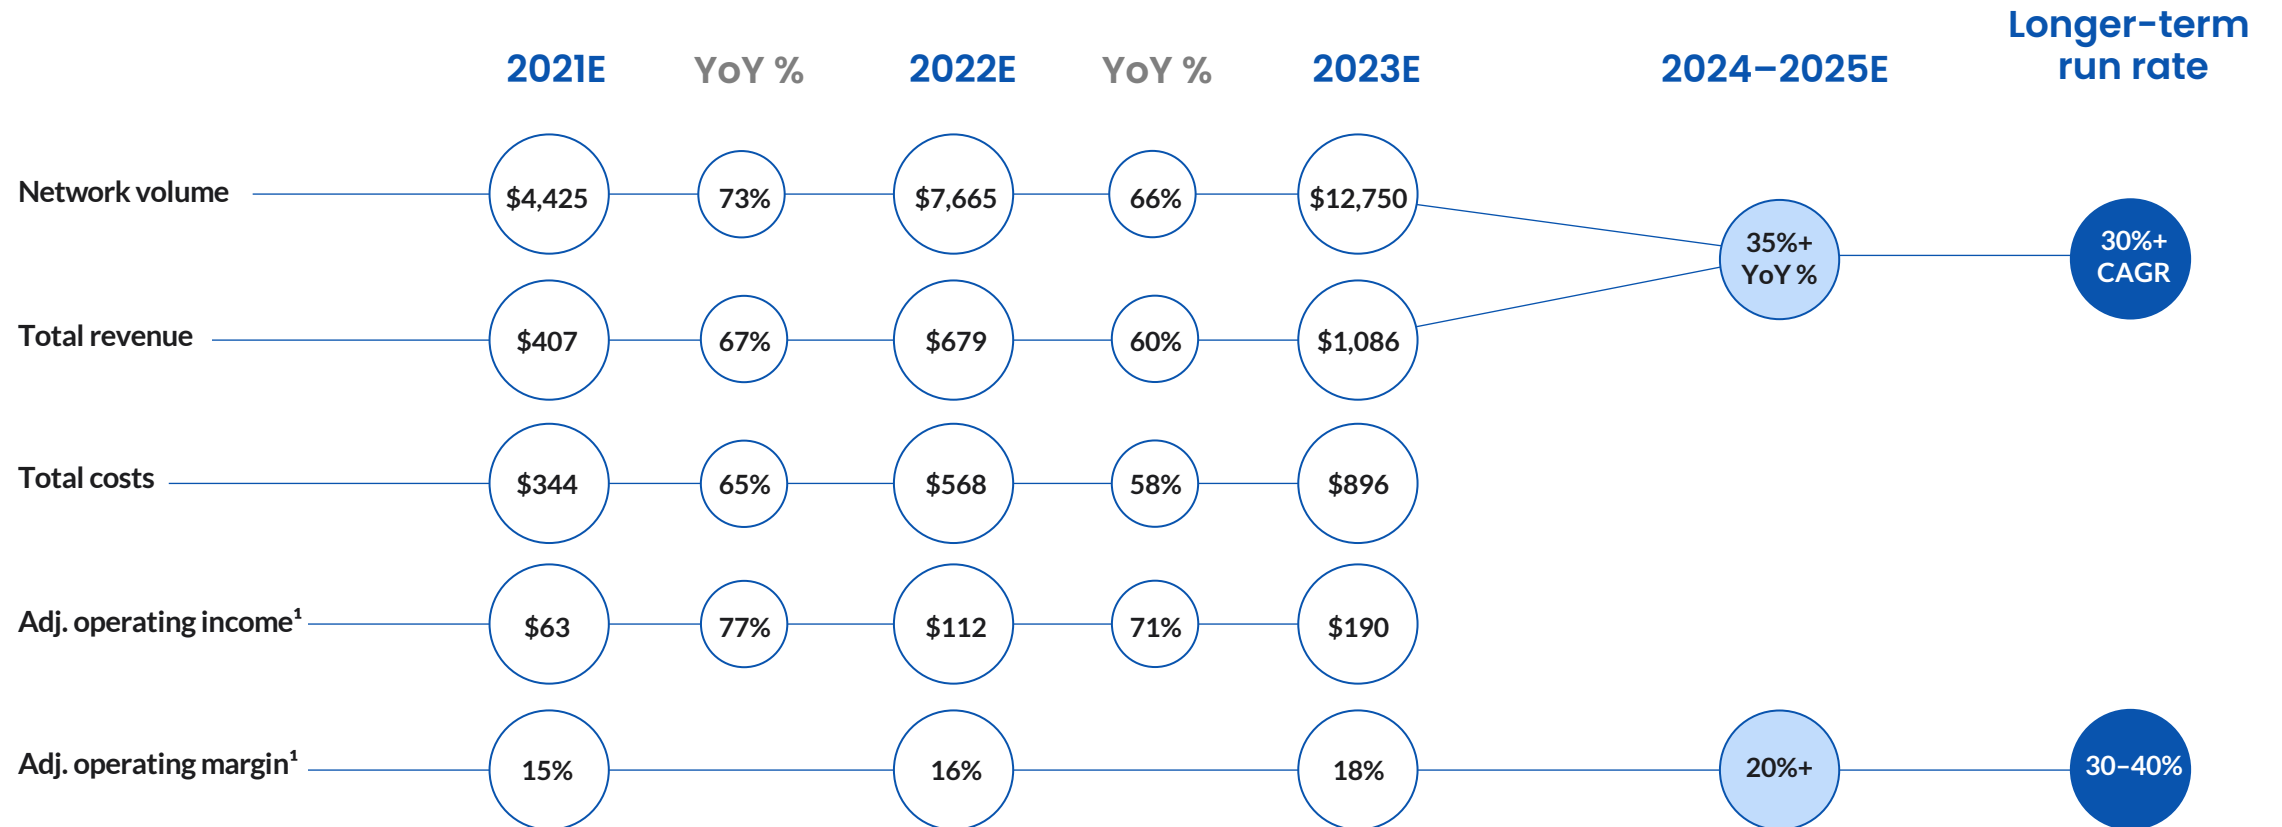 Longer-term
run rate
2021E YoY % 2022E YoY % 2023E 2024–2025E
Network volume $4,425 73% $7,665 66% $12,750
35%+
YoY %
30%+
CAGR
Total revenue $407 67% $679 60% $1,086
Total costs $344 65% $568 58% $896
Adj. operating income¹ $63 77% $112 71% $190
Adj. operating margin¹ 15% 16% 18% 20%+ 30–40%